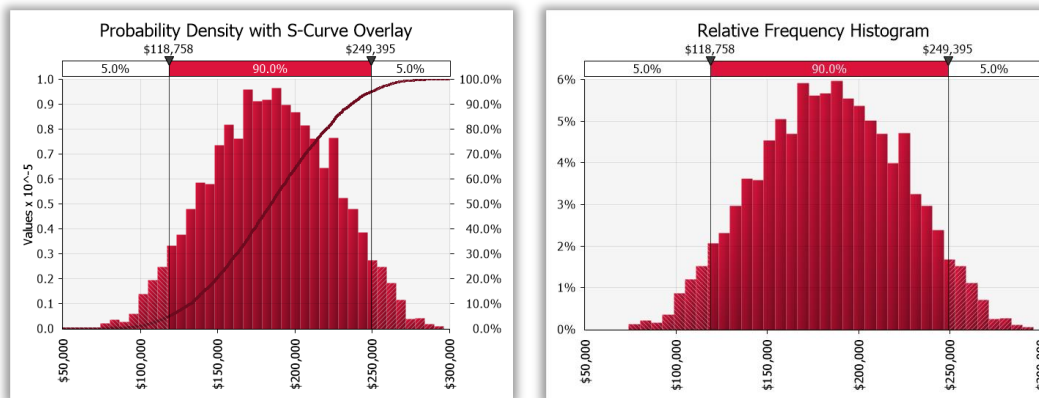 Probability Density with S-Curve Overlay
$118,758 $249,395
5.0% 90.0% 5.0%
1.0 100.0%
0.9 90.0%
0.8 80.0%
0.7 70.0%
0.6 60.0%
0.5 50.0%
0.4 40.0%
0.3 30.0%
0.2 20.0%
0.1 10.0%
0.0 0.0%
Values x 10^-5
$50,000 $100,000 $150,000 $200,000 $250,000 $300,000
Relative Frequency Histogram
$118,758 $249,395
5.0% 90.0% 5.0%
6%
5%
4%
3%
2%
1%
0%
$50,000 $100,000 $150,000 $200,000 $250,000